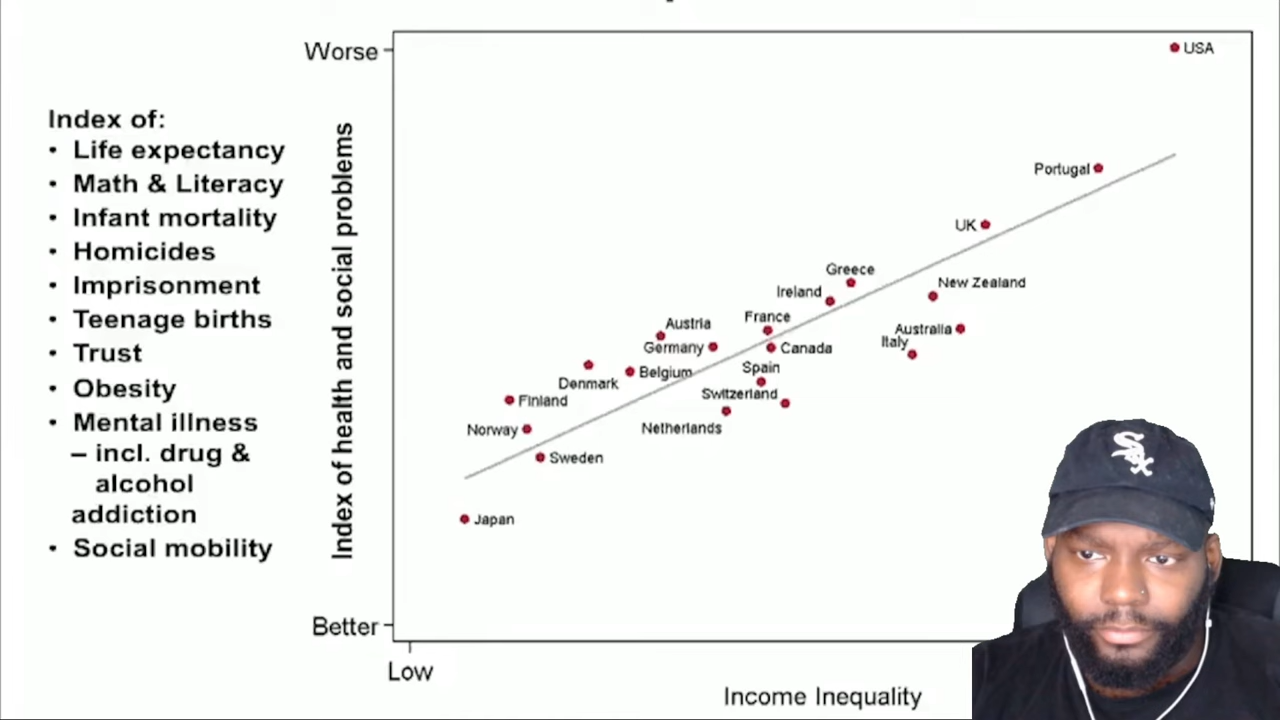 Index of:
• Life expectancy
• Math & Literacy
• Infant mortality
• Homicides
• Imprisonment
• Teenage births
• Trust
• Obesity
• Mental illness
– incl. drug &
alcohol
addiction
• Social mobility
Index of health and social problems
Worse
Better
USA
Portugal
UK
Greece
New Zealand
Ireland
France
Austria
Australia
Italy
Germany
Canada
Spain
Belgium
Denmark
Switzerland
Finland
Netherlands
Norway
Sweden
Japan
Low
Income Inequality
Sox